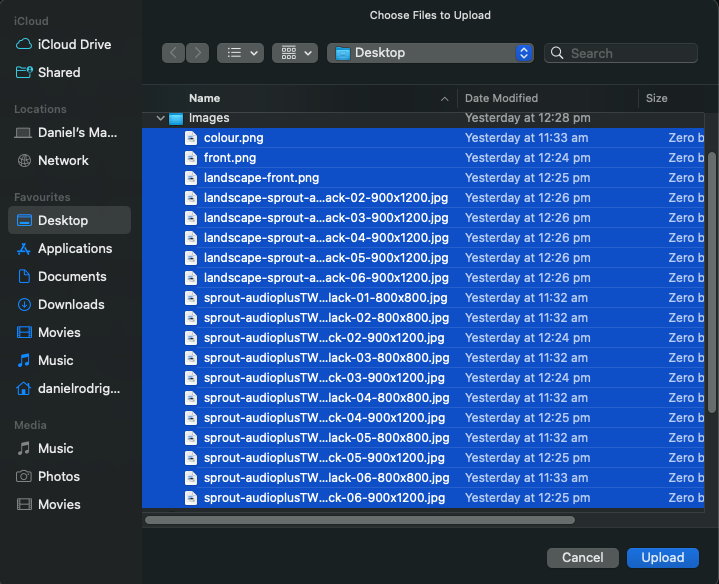 Choose Files to Upload
iCloud
iCloud Drive
Shared
Locations
Daniel's Ma...
Network
Favourites
Desktop
Applications
Documents
Downloads
Movies
Music
danielrodrig...
Media
Music
Photos
Movies
Desktop
Search
Name Date Modified Size
Images Yesterday at 12:28 pm
colour.png Yesterday at 11:33 am Zero b
front.png Yesterday at 12:24 pm Zero b
landscape-front.png Yesterday at 12:25 pm Zero b
landscape-sprout-a...ack-02-900x1200.jpg Yesterday at 12:26 pm Zero b
landscape-sprout-a...ack-03-900x1200.jpg Yesterday at 12:26 pm Zero b
landscape-sprout-a...ack-04-900x1200.jpg Yesterday at 12:26 pm Zero b
landscape-sprout-a...ack-05-900x1200.jpg Yesterday at 12:26 pm Zero b
landscape-sprout-a...ack-06-900x1200.jpg Yesterday at 12:26 pm Zero b
sprout-audioplusTW...lack-01-800x800.jpg Yesterday at 11:32 am Zero b
sprout-audioplusTW...lack-02-800x800.jpg Yesterday at 11:32 am Zero b
sprout-audioplusTW...ck-02-900x1200.jpg Yesterday at 12:24 pm Zero b
sprout-audioplusTW...lack-03-800x800.jpg Yesterday at 11:32 am Zero b
sprout-audioplusTW...ck-03-900x1200.jpg Yesterday at 12:24 pm Zero b
sprout-audioplusTW...lack-04-800x800.jpg Yesterday at 11:32 am Zero b
sprout-audioplusTW...ck-04-900x1200.jpg Yesterday at 12:25 pm Zero b
sprout-audioplusTW...lack-05-800x800.jpg Yesterday at 11:32 am Zero b
sprout-audioplusTW...ck-05-900x1200.jpg Yesterday at 12:25 pm Zero b
sprout-audioplusTW...lack-06-800x800.jpg Yesterday at 11:33 am Zero b
sprout-audioplusTW...ck-06-900x1200.jpg Yesterday at 12:25 pm Zero b
Cancel Upload